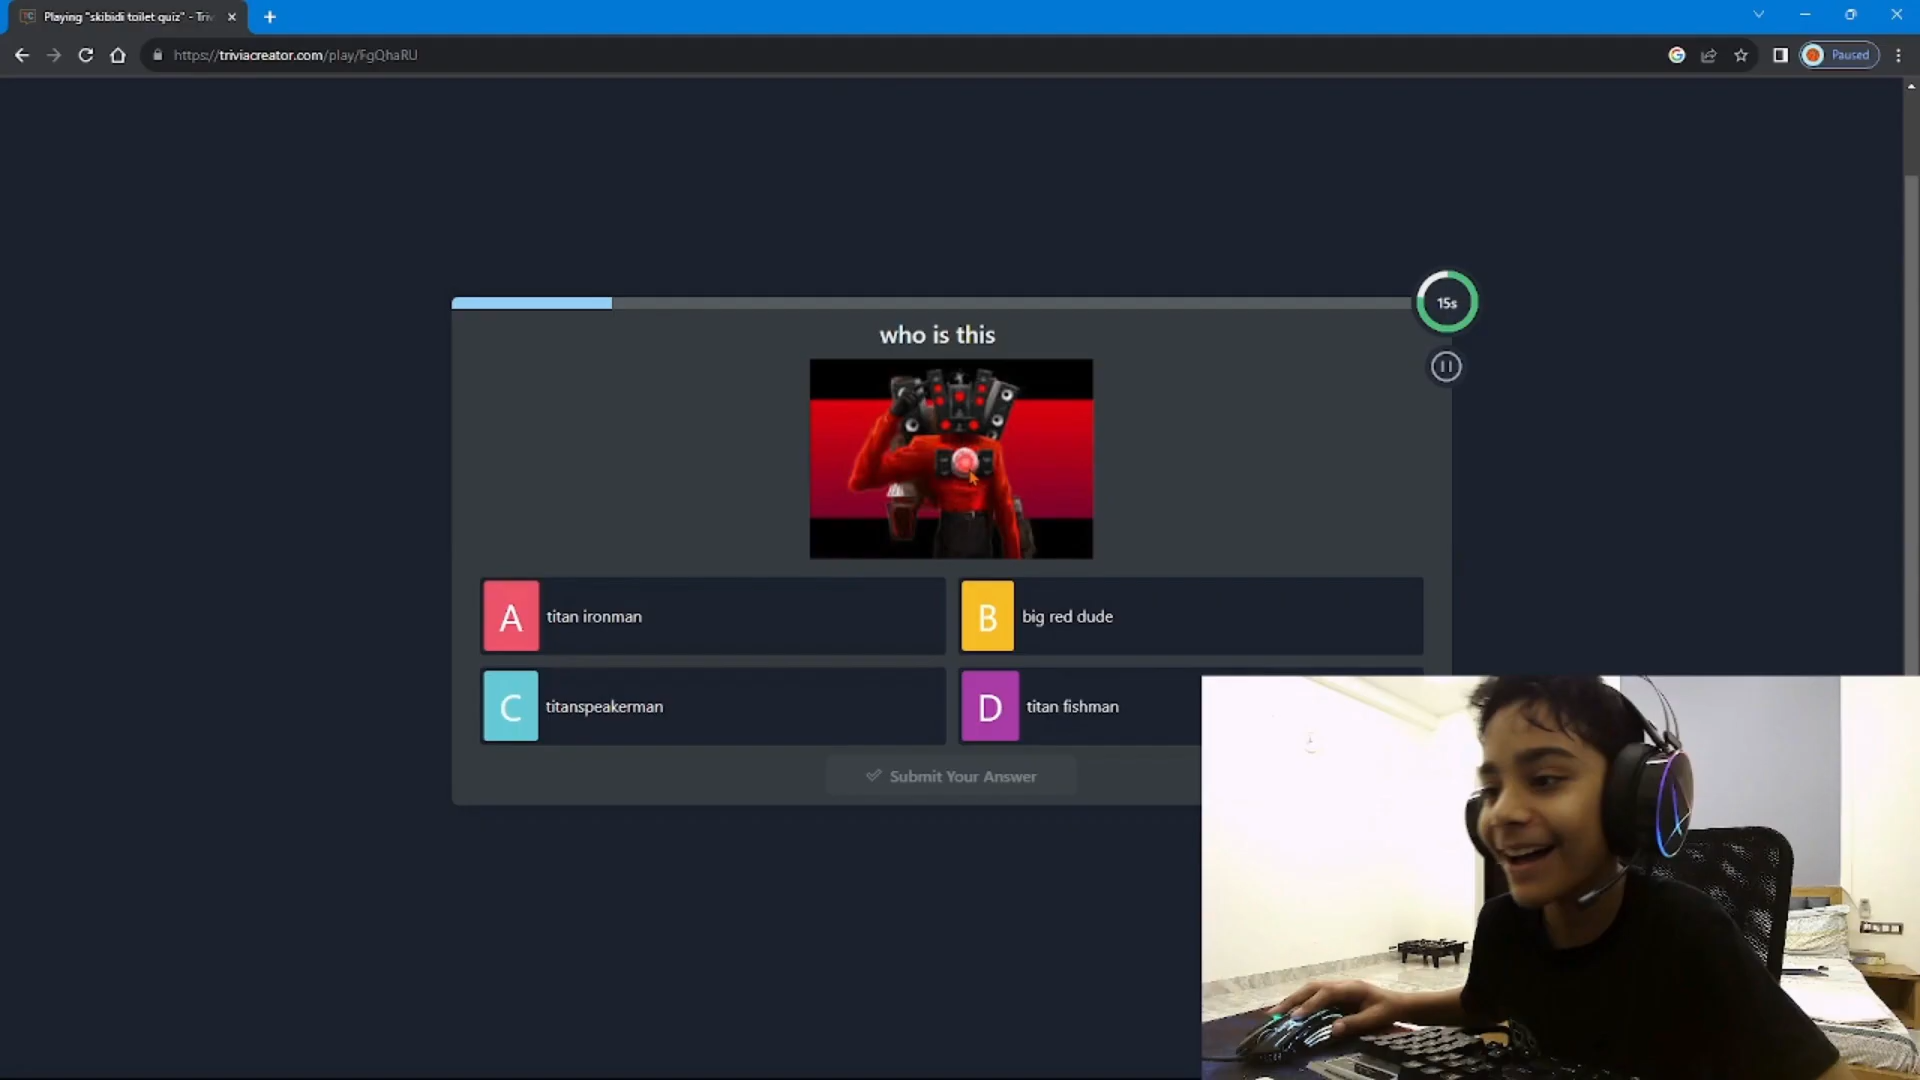 Playing "skibidi toilet quiz" - Tri
https://triviacreator.com/play/FgQhaRU
Paused
15s
who is this
A titan ironman
B big red dude
C titanspeakerman
D titan fishman
Submit Your Answer